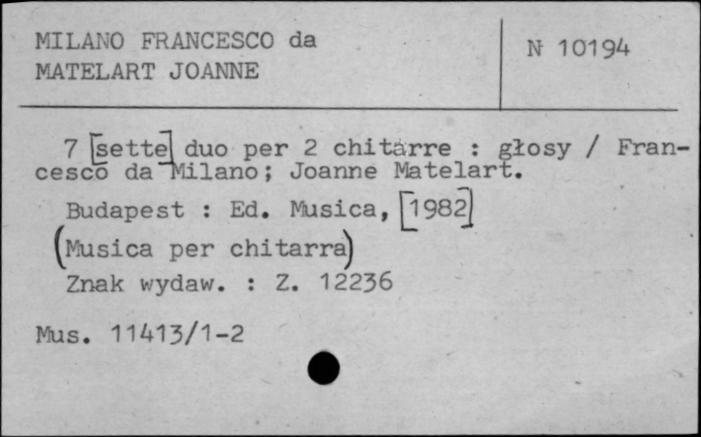 MILANO FRANCESCO da
MATELART JOANNE
N 10194
7 [sette] duo per 2 chitarre : głosy / Fran-
cesco da Milano; Joanne Matelart.
Budapest : Ed. Musica, [1982]
(Musica per chitarra)
Znak wydaw. : Z. 12236
Mus. 11413/1-2